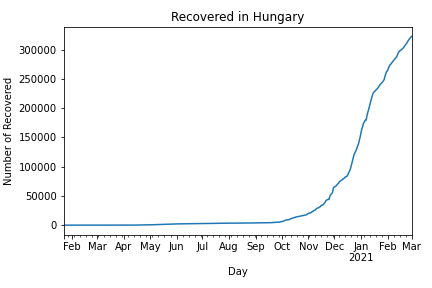 Recovered in Hungary
Number of Recovered
300000
250000
200000
150000
100000
50000
0
Feb Mar Apr May Jun Jul Aug Sep Oct Nov Dec Jan Feb Mar
2021
Day